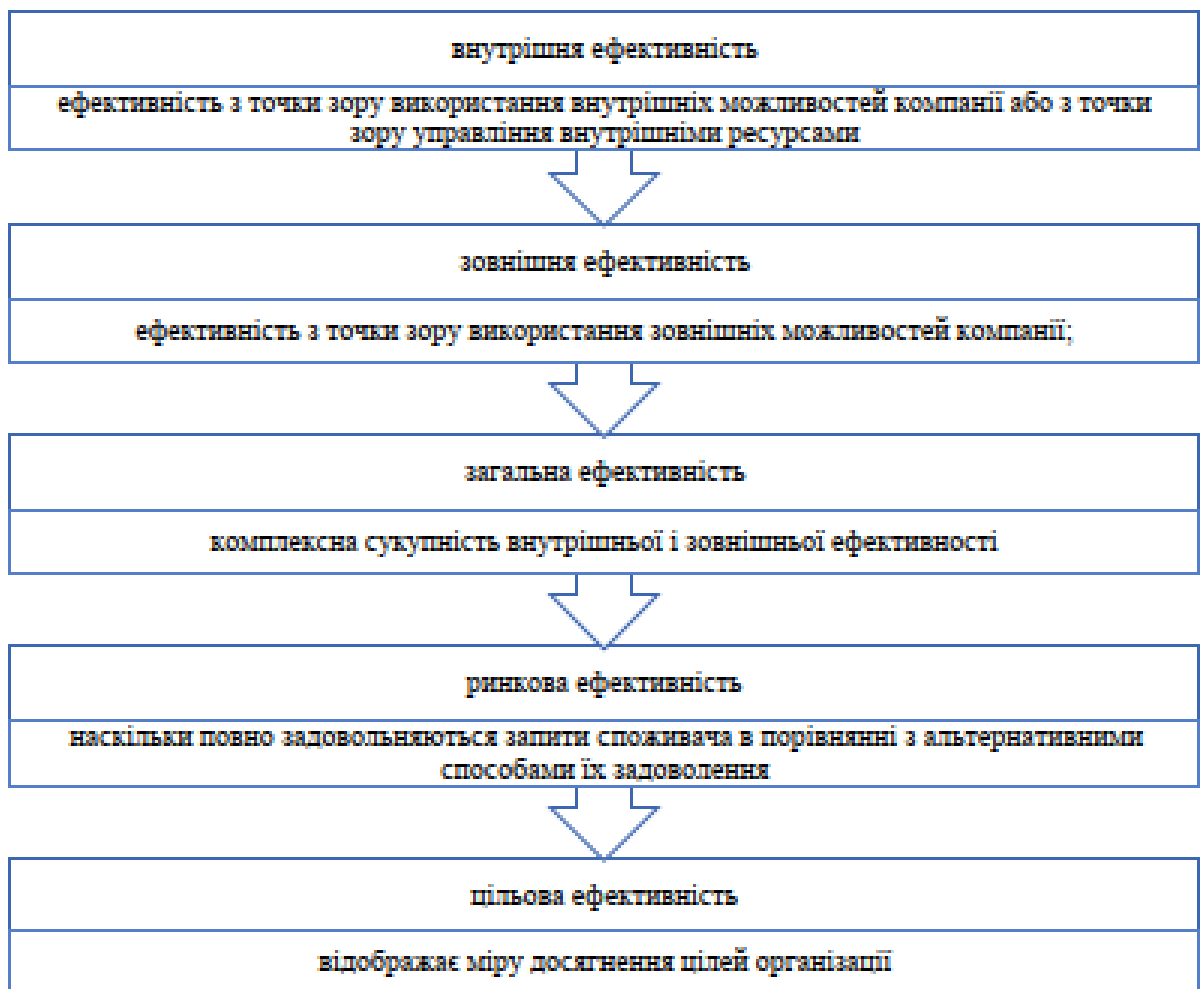 внутрішня ефективність
ефективність з точки зору використання внутрішніх можливостей компанії або з точки
зору управління внутрішніми ресурсами
зовнішня ефективність
ефективність з точки зору використання зовнішніх можливостей компанії;
загальна ефективність
комплексна сукупність внутрішньої і зовнішньої ефективності
ринкова ефективність
наскільки повно задовольняються запити споживача в порівнянні з альтернативними
способами їх задоволення
цільова ефективність
відображає міру досягнення цілей організації